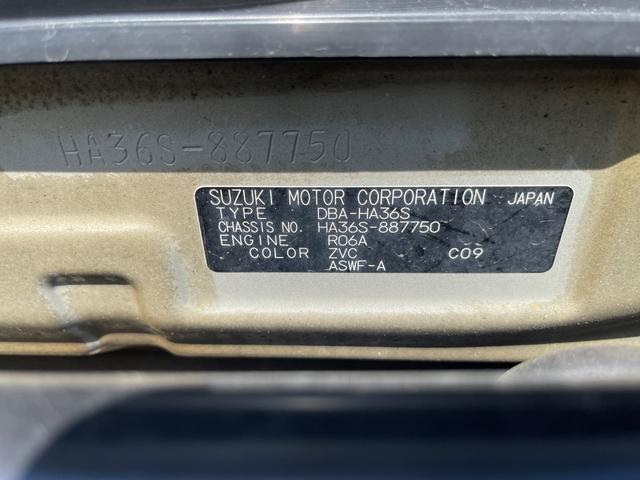 HA36S-887750
SUZUKI MOTOR CORPORATION JAPAN
TYPE DBA-HA36S
CHASSIS NO. HA36S-887750
ENGINE R06A
COLOR ZVC C09
ASWF-A